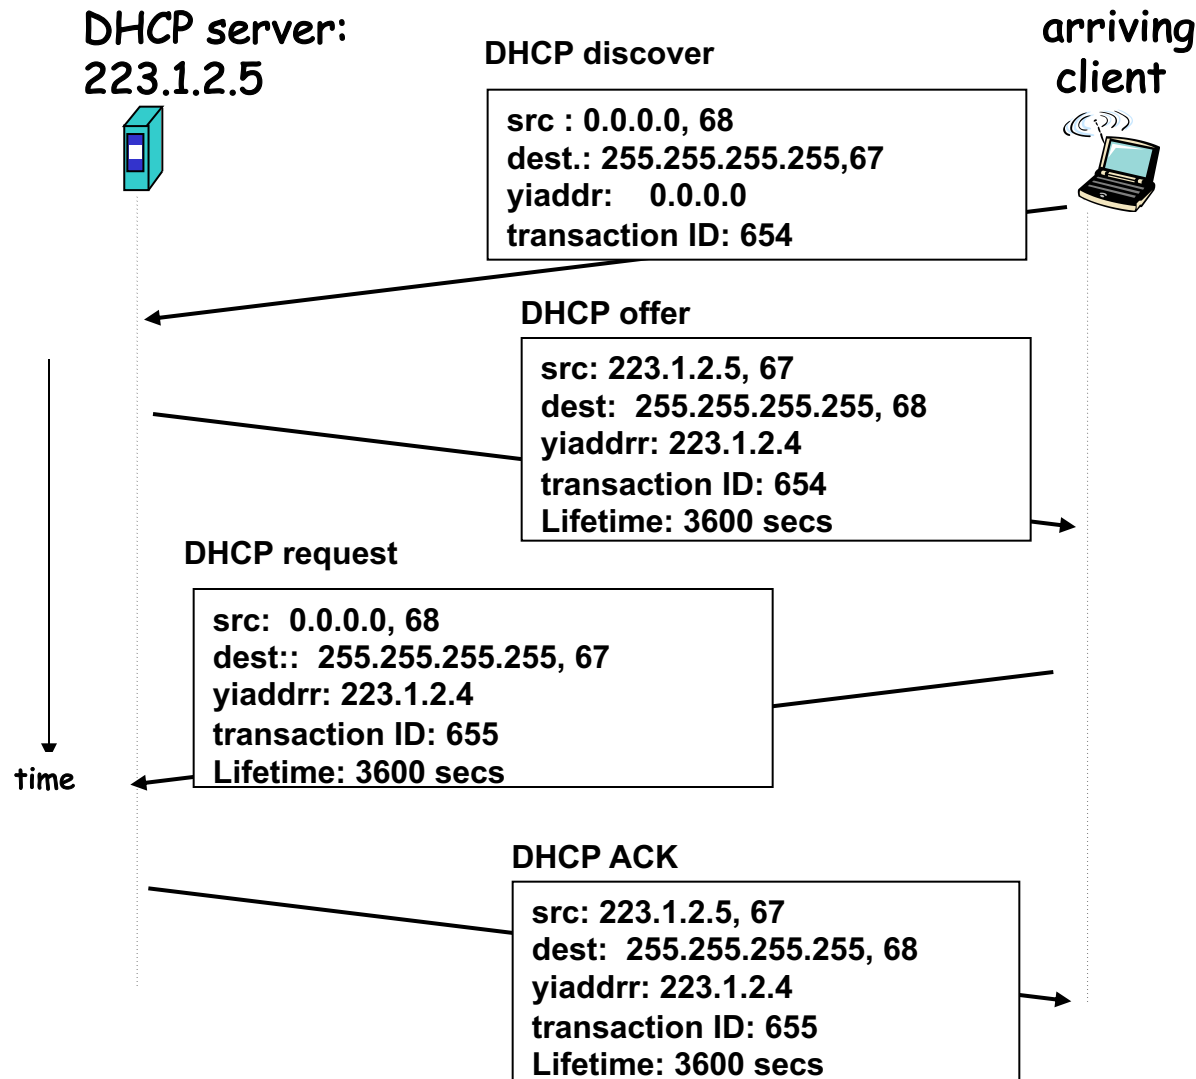 DHCP server:
223.1.2.5
arriving
client
DHCP discover
src : 0.0.0.0, 68
dest.: 255.255.255.255,67
yiaddr: 0.0.0.0
transaction ID: 654
DHCP offer
src: 223.1.2.5, 67
dest: 255.255.255.255, 68
yiaddrr: 223.1.2.4
transaction ID: 654
Lifetime: 3600 secs
DHCP request
src: 0.0.0.0, 68
dest:: 255.255.255.255, 67
yiaddrr: 223.1.2.4
transaction ID: 655
Lifetime: 3600 secs
time
DHCP ACK
src: 223.1.2.5, 67
dest: 255.255.255.255, 68
yiaddrr: 223.1.2.4
transaction ID: 655
Lifetime: 3600 secs